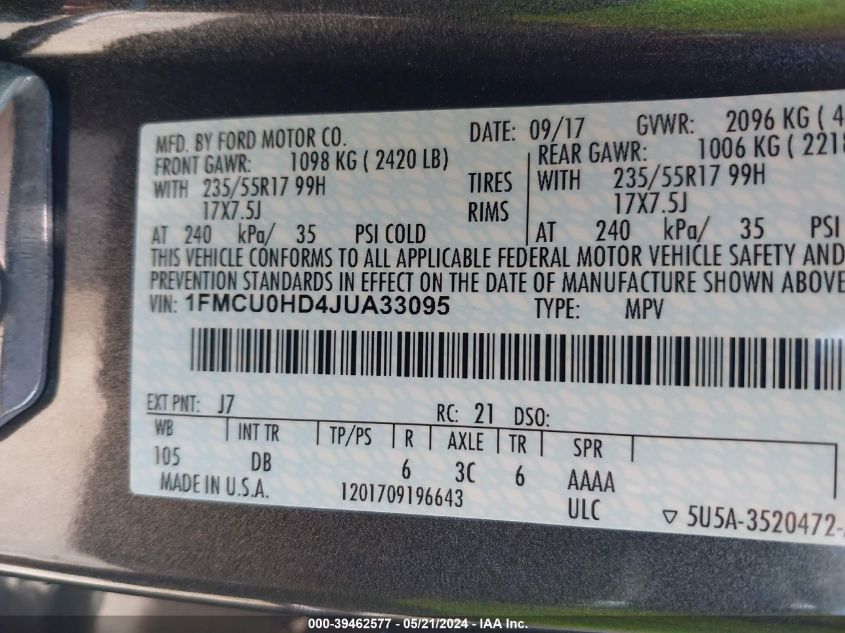 MFD. BY FORD MOTOR CO. DATE: 09/17 GVWR: 2096 KG ( 4
FRONT GAWR: 1098 KG ( 2420 LB) REAR GAWR: 1006 KG ( 2218
WITH 235/55R17 99H TIRES WITH 235/55R17 99H
17X7.5J RIMS 17X7.5J
AT 240 kPa/ 35 PSI COLD AT 240 kPa/ 35 PSI
THIS VEHICLE CONFORMS TO ALL APPLICABLE FEDERAL MOTOR VEHICLE SAFETY AND
PREVENTION STANDARDS IN EFFECT ON THE DATE OF MANUFACTURE SHOWN ABOVE
VIN: 1FMCU0HD4JUA33095 TYPE: MPV
EXT PNT: J7 RC: 21 DSO:
WB INT TR TP/PS R AXLE TR SPR
105 DB 6 3C 6 AAAA
MADE IN U.S.A. 1201709196643 ULC 5U5A-3520472-
000-39462577 - 05/21/2024 - IAA Inc.